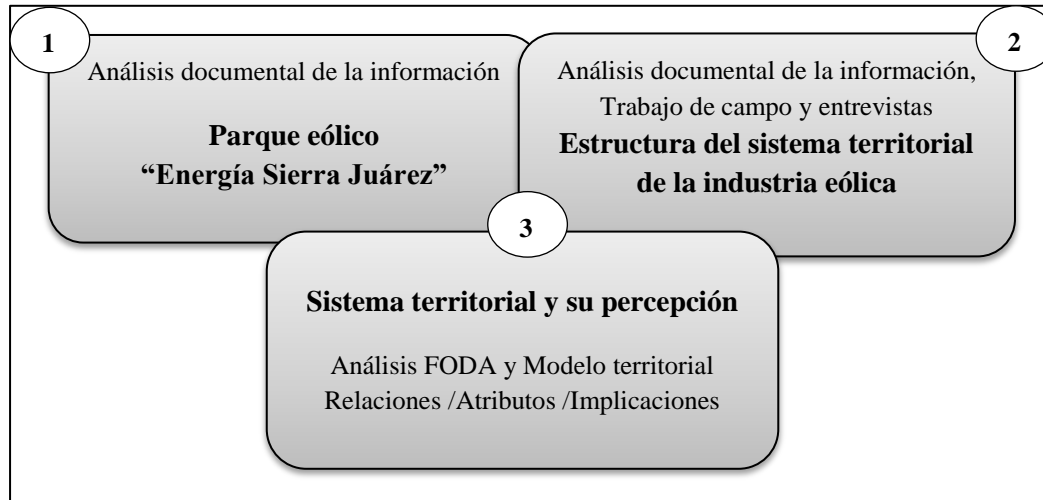 1
Análisis documental de la información
Parque eólico
“Energía Sierra Juárez”
2
Análisis documental de la información,
Trabajo de campo y entrevistas
Estructura del sistema territorial
de la industria eólica
3
Sistema territorial y su percepción
Análisis FODA y Modelo territorial
Relaciones /Atributos /Implicaciones